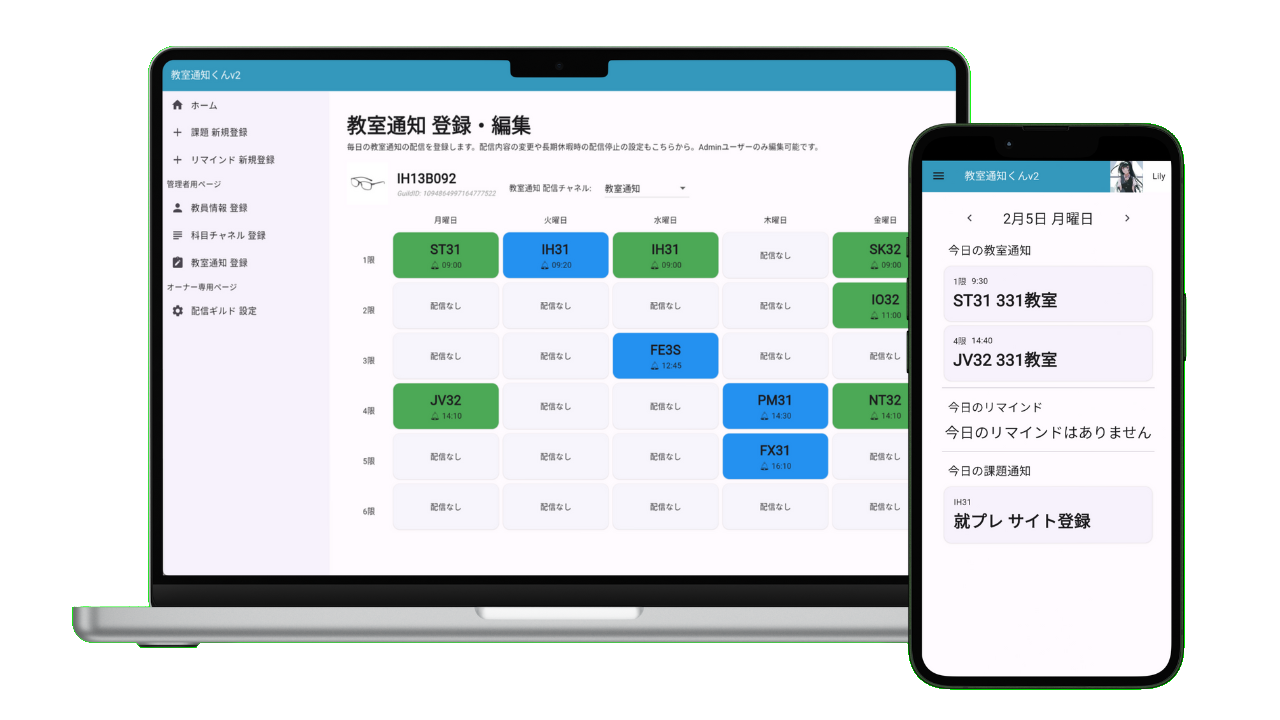 教室通知くんv2
ホーム
課題 新規登録
リマインド 新規登録
管理者用ページ
教員情報 登録
科目チャネル 登録
教室通知 登録
オーナー専用ページ
配信ギルド 設定
教室通知 登録・編集
毎日の教室通知の配信を登録します。配信内容の変更や長期休暇時の配信停止の設定もこちらから。Adminユーザーのみ編集可能です。
IH13B092
GuildID: 1094864997164777522
教室通知 配信チャネル: 教室通知
月曜日 火曜日 水曜日 木曜日 金曜日
1限
ST31 IH31 IH31 配信なし SK32
09:00 09:20 09:00 09:00
2限
配信なし 配信なし 配信なし 配信なし IO32
11:00
3限
配信なし 配信なし FE3S 配信なし 配信なし
12:45
4限
JV32 配信なし 配信なし PM31 NT32
14:10 14:30 14:10
5限
配信なし 配信なし 配信なし FX31 配信なし
16:10
6限
配信なし 配信なし 配信なし 配信なし 配信なし
教室通知くんv2
Lily
2月5日 月曜日
今日の教室通知
1限 9:30
ST31 331教室
4限 14:40
JV32 331教室
今日のリマインド
今日のリマインドはありません
今日の課題通知
IH31
就プレ サイト登録